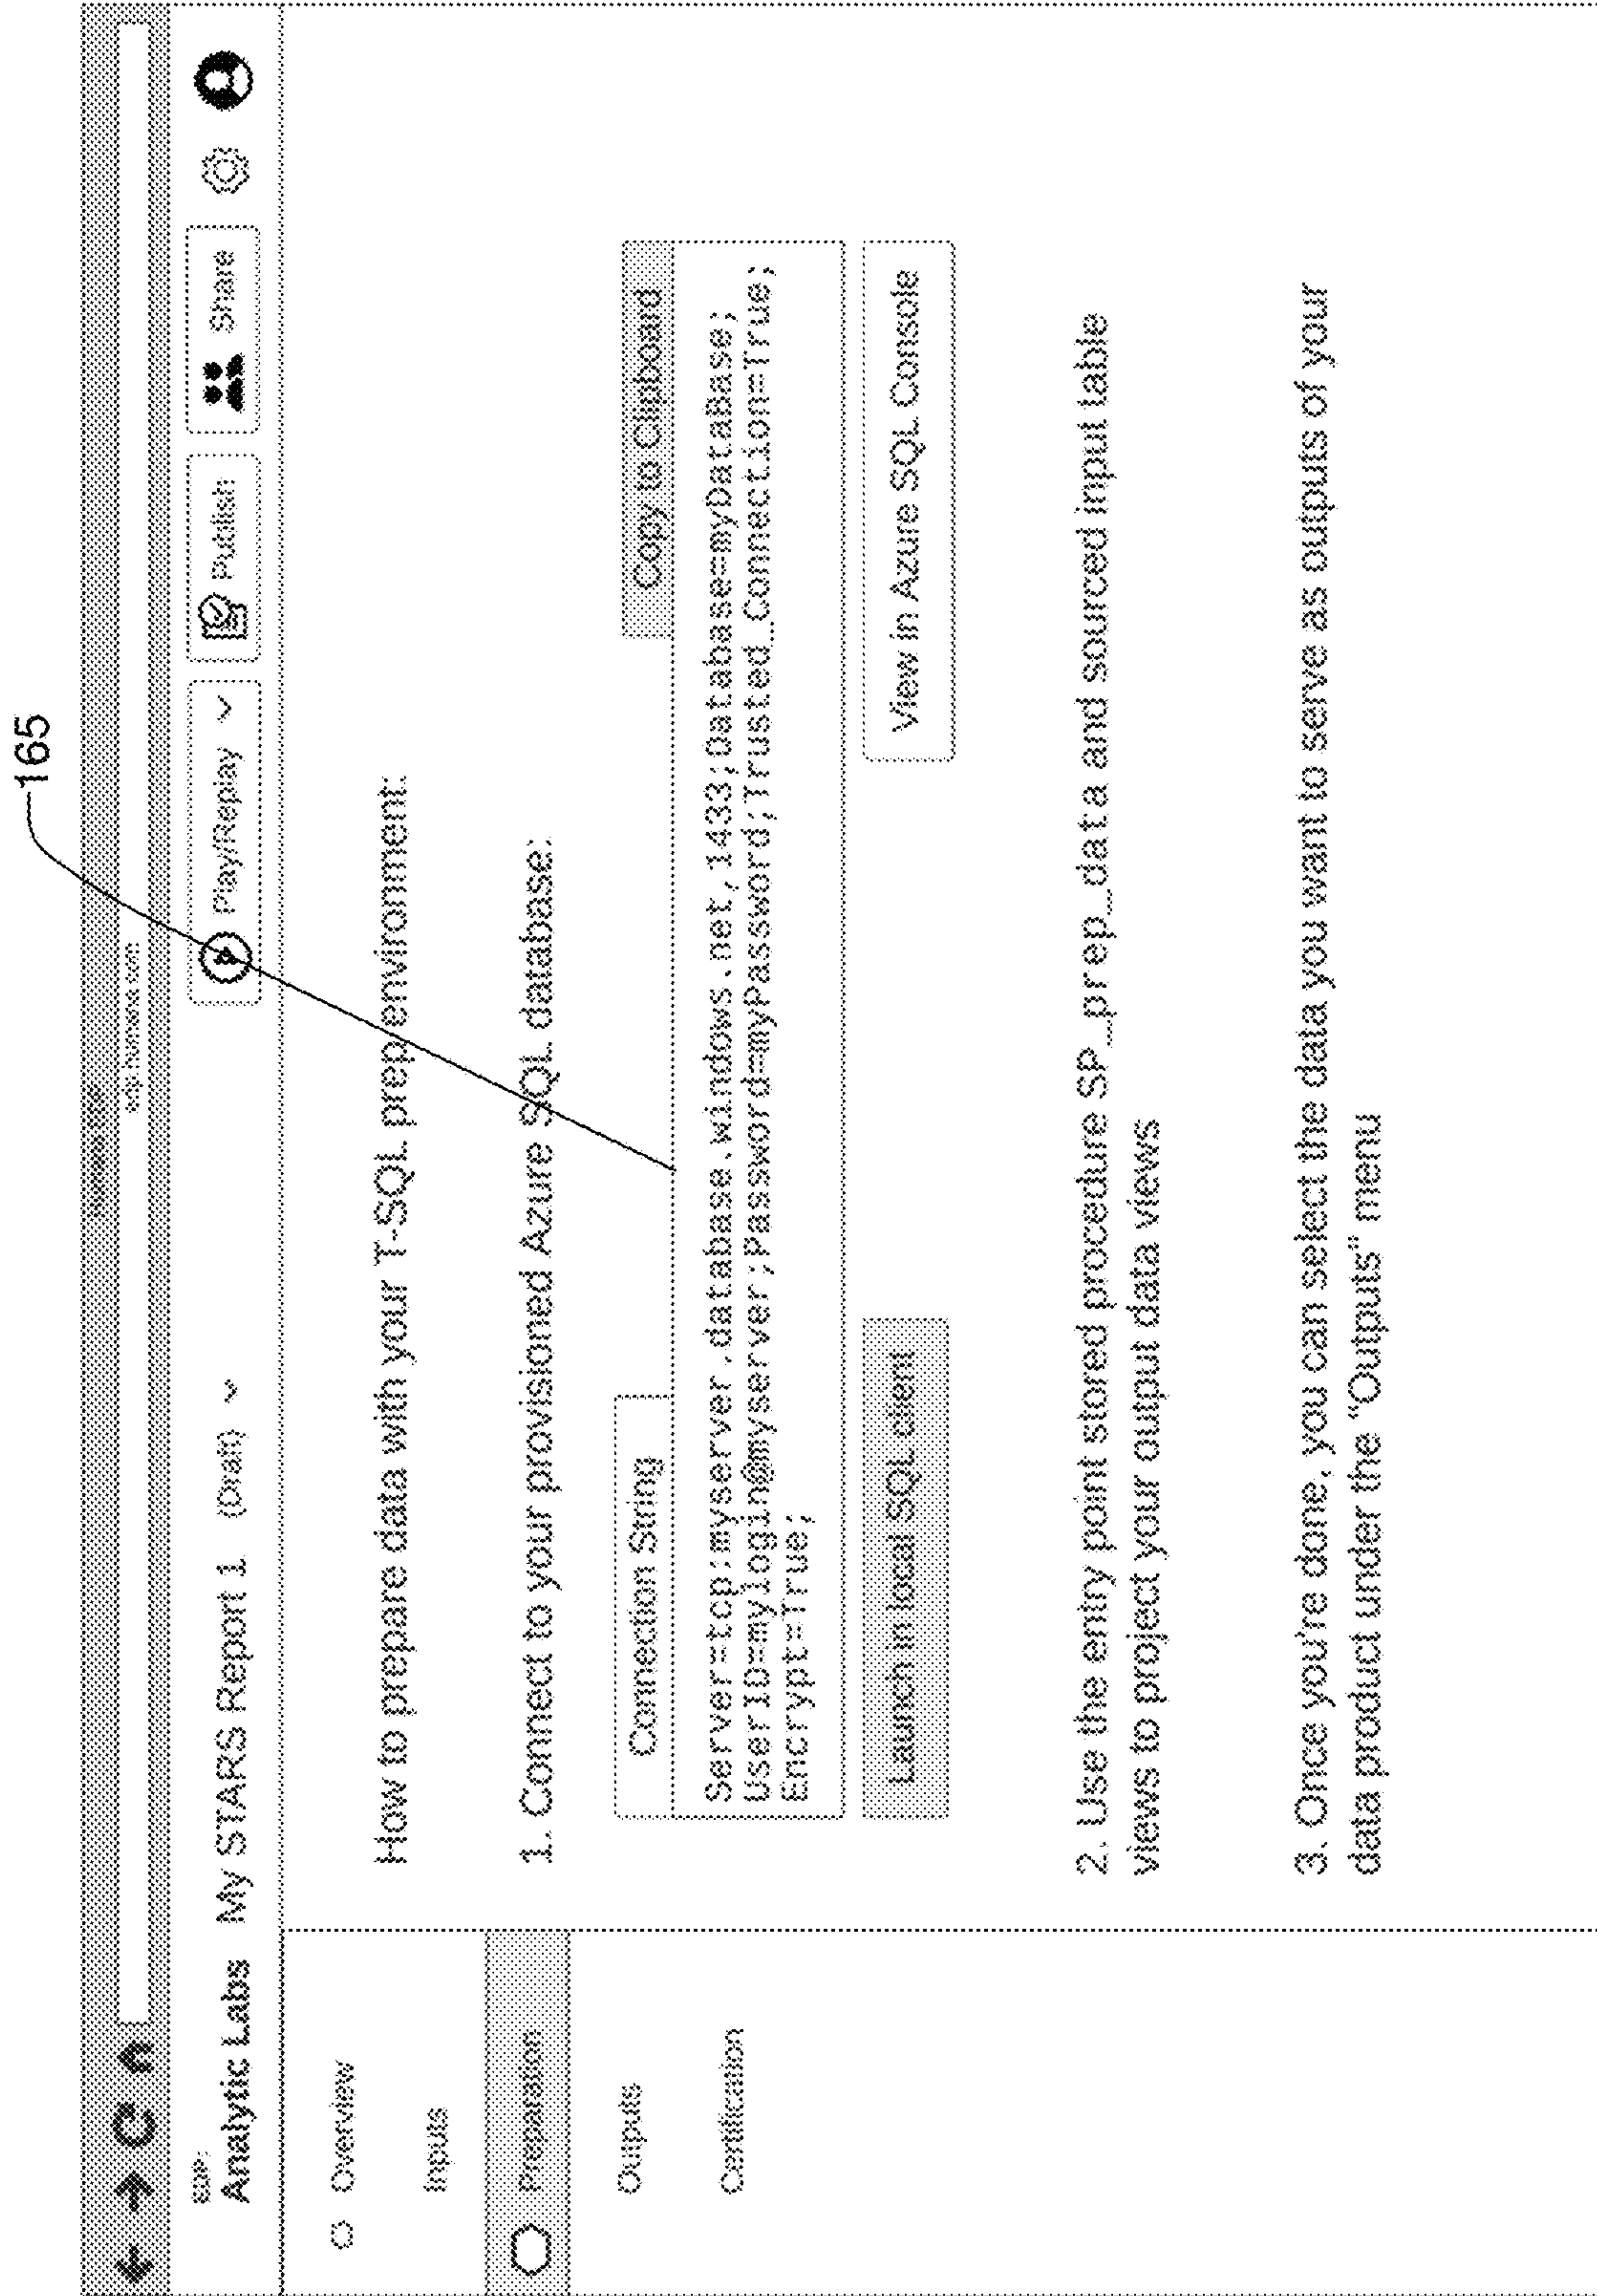 165
EDP:
Analytic Labs My STARS Report 1 (Draft)
Play/Replay
Publish
Share
Overview
Inputs
Preparation
Outputs
Certification
How to prepare data with your T-SQL prep environment:
1. Connect to your provisioned Azure SQL database:
Connection String
Copy to Clipboard
Server=tcp:myserver.database.windows.net,1433;Database=myDataBase;
UserID=mylogin@myserver;Password=myPassword;Trusted_Connection=True;
Encrypt=True;
Launch in local SQL client
View in Azure SQL Console
2. Use the entry point stored procedure SP_prep_data and sourced input table
views to project your output data views
3. Once you're done, you can select the data you want to serve as outputs of your
data product under the "Outputs" menu